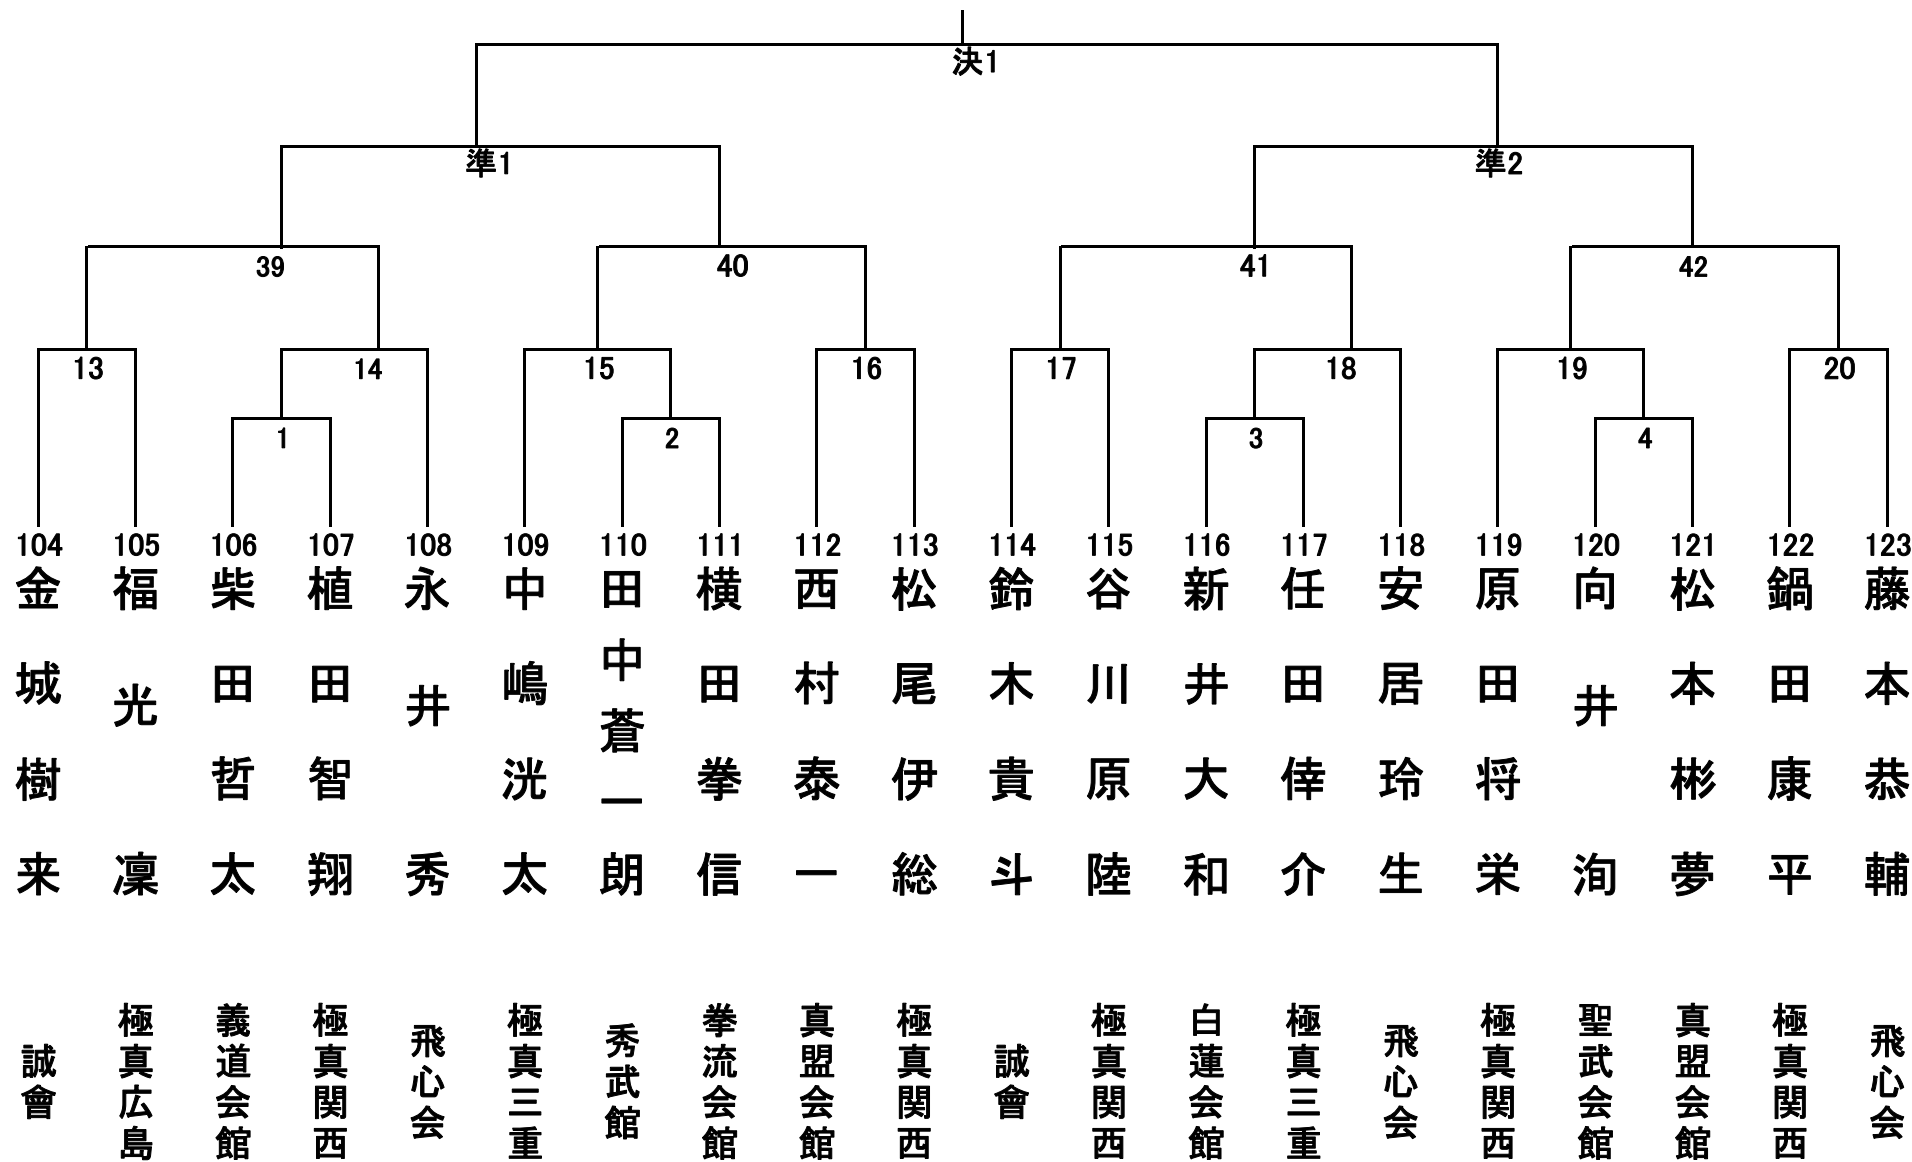 決1
準1
準2
39
40
41
42
13
14
15
16
17
18
19
20
1
2
3
4
104
105
106
107
108
109
110
111
112
113
114
115
116
117
118
119
120
121
122
123
金城樹来
福光凜
柴田哲太
植田智翔
永井秀
中嶋洸太
田中蒼一朗
横田拳信
西村泰一
松尾伊総
鈴木貴斗
谷川原陸
新井大和
任田倖介
安居玲生
原田将栄
向井洵
松本彬夢
鍋田康平
藤本恭輔
誠會
極真広島
義道会館
極真関西
飛心会
極真三重
秀武館
拳流会館
真盟会館
極真関西
誠會
極真関西
白蓮会館
極真三重
飛心会
極真関西
聖武会館
真盟会館
極真関西
飛心会